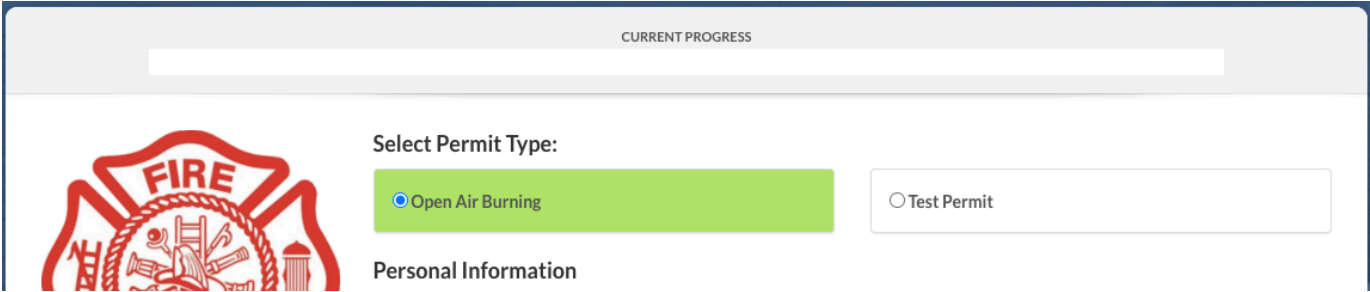 CURRENT PROGRESS
Select Permit Type:
FIRE
Open Air Burning
Test Permit
Personal Information